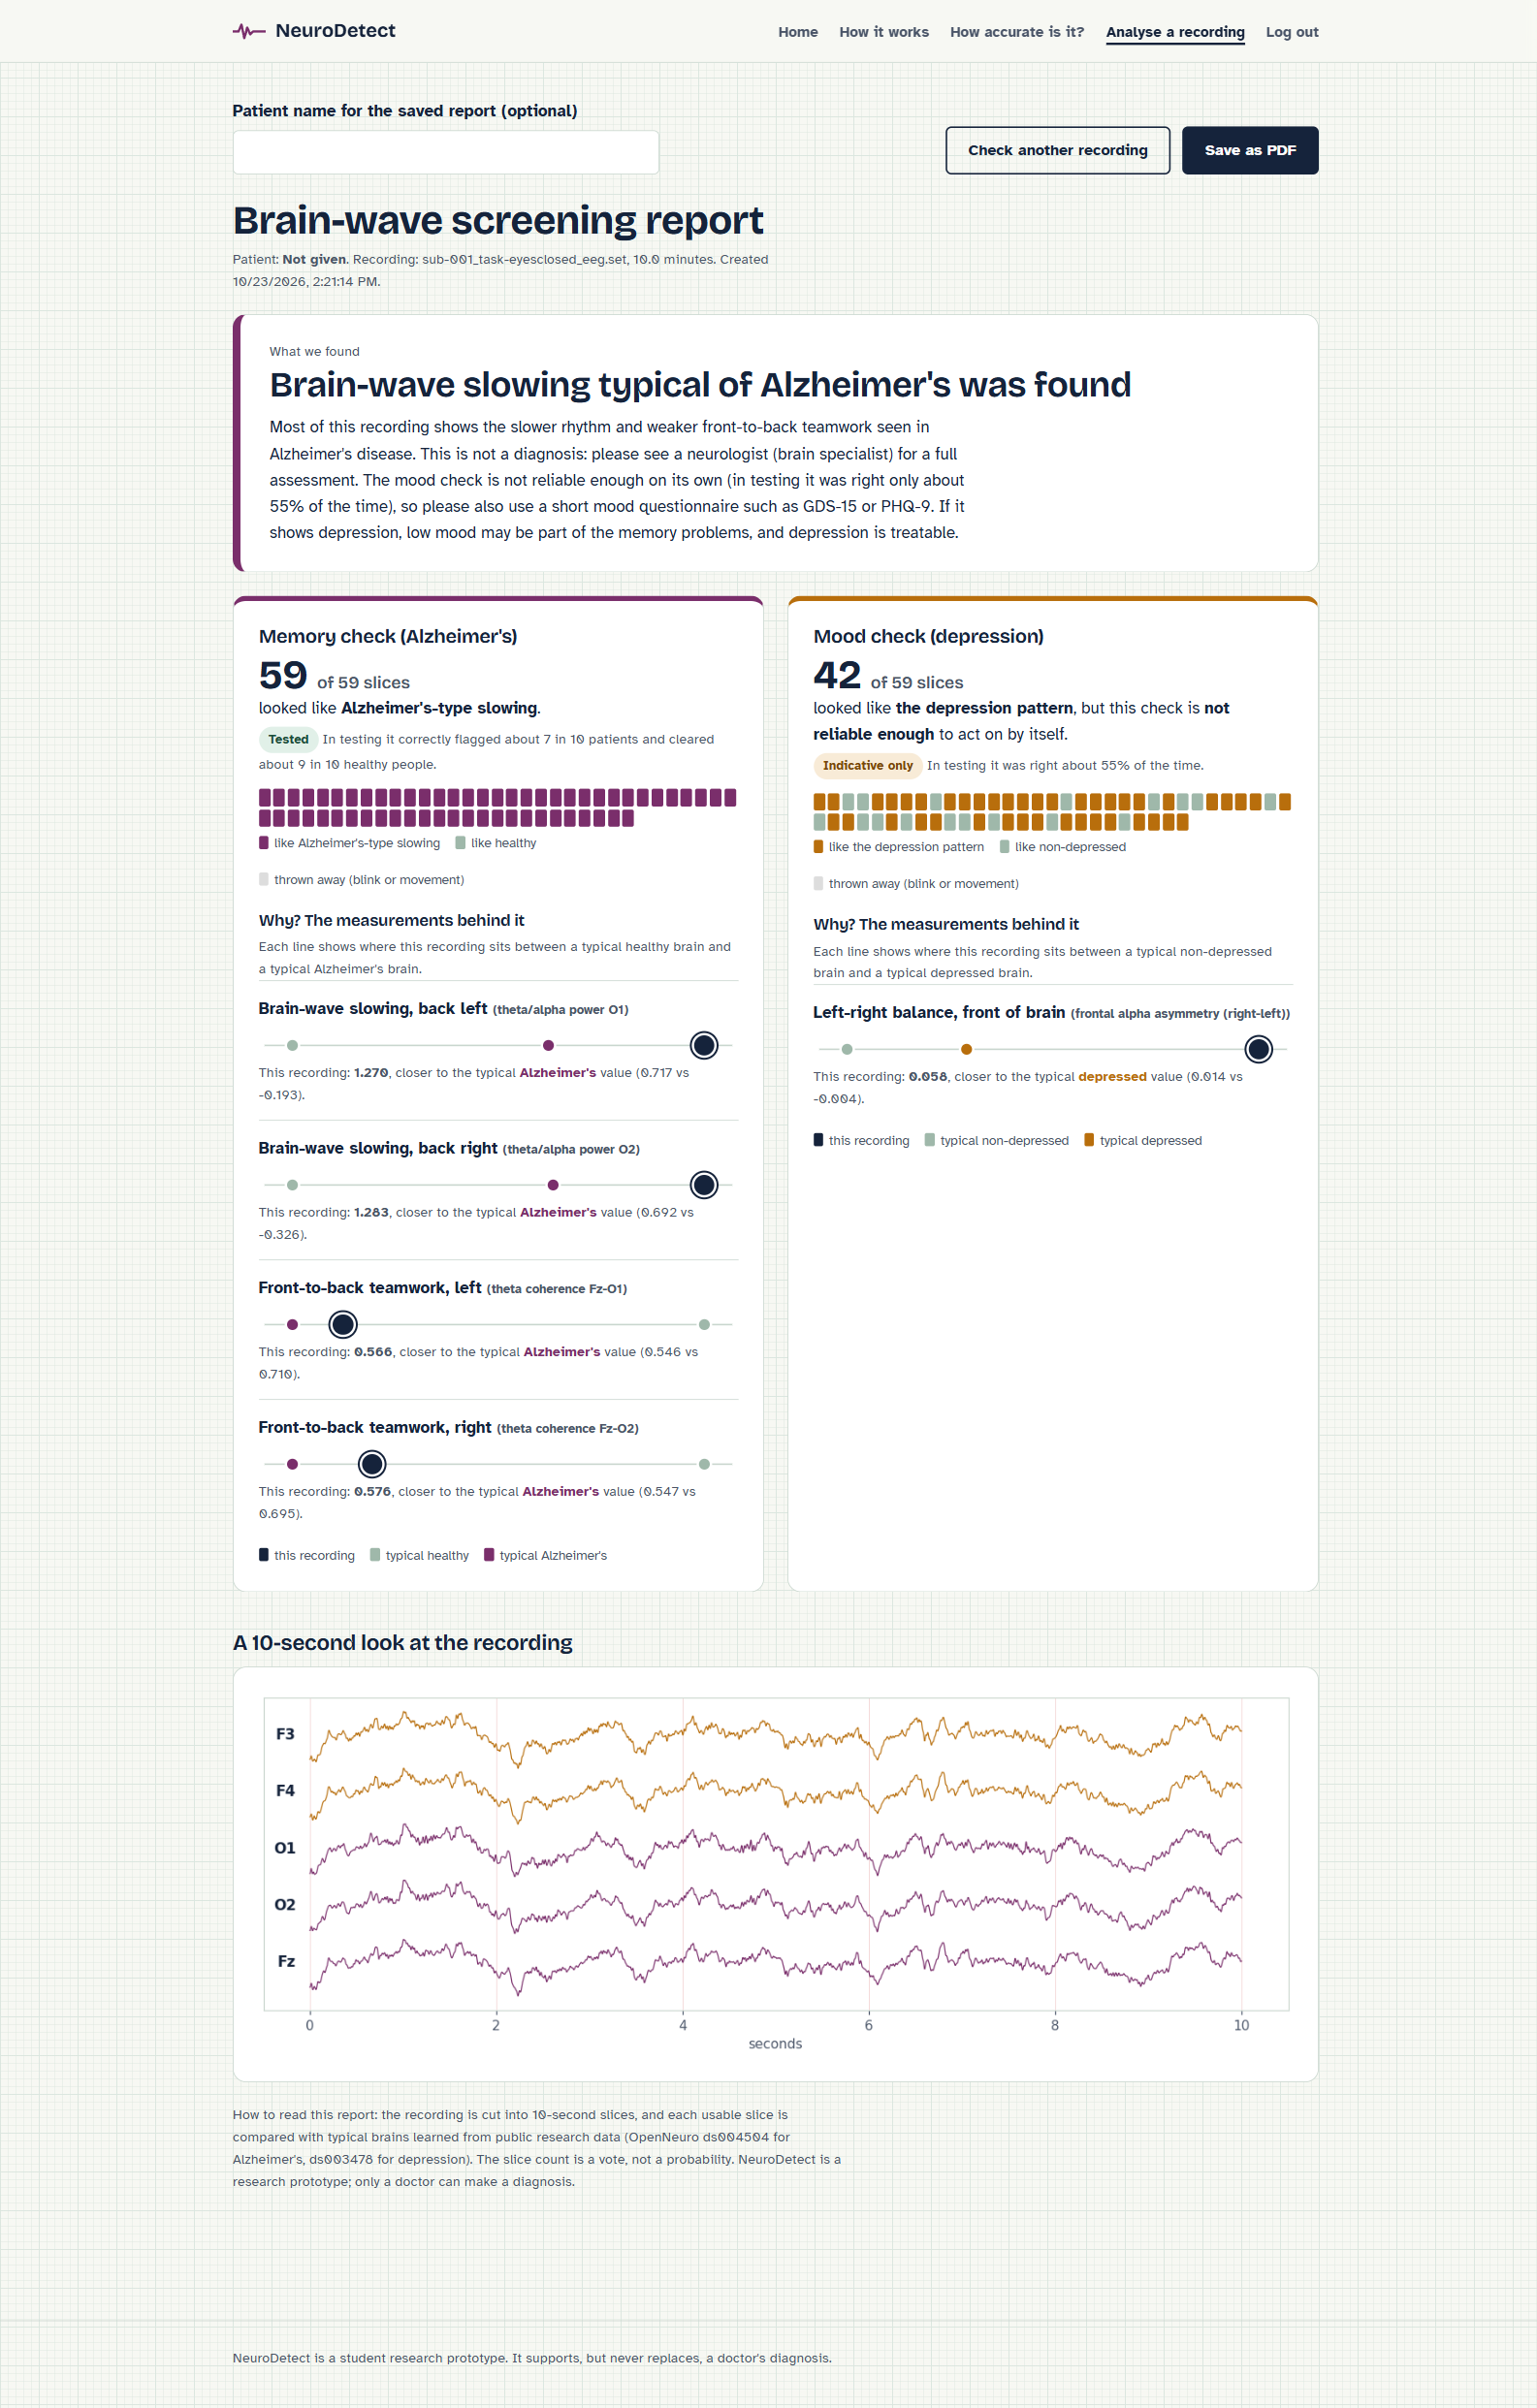 NeuroDetect
Home How it works How accurate is it? Analyse a recording Log out
Patient name for the saved report (optional)
Check another recording Save as PDF
Brain-wave screening report
Patient: Not given. Recording: sub-001_task-eyesclosed_eeg.set, 10.0 minutes. Created
10/23/2026, 2:21:14 PM.
What we found
Brain-wave slowing typical of Alzheimer's was found
Most of this recording shows the slower rhythm and weaker front-to-back teamwork seen in
Alzheimer's disease. This is not a diagnosis: please see a neurologist (brain specialist) for a full
assessment. The mood check is not reliable enough on its own (in testing it was right only about
55% of the time), so please also use a short mood questionnaire such as GDS-15 or PHQ-9. If it
shows depression, low mood may be part of the memory problems, and depression is treatable.
Memory check (Alzheimer's)
59 of 59 slices
looked like Alzheimer's-type slowing.
Tested In testing it correctly flagged about 7 in 10 patients and cleared
about 9 in 10 healthy people.
like Alzheimer's-type slowing like healthy
thrown away (blink or movement)
Why? The measurements behind it
Each line shows where this recording sits between a typical healthy brain and
a typical Alzheimer's brain.
Brain-wave slowing, back left (theta/alpha power O1)
This recording: 1.270, closer to the typical Alzheimer's value (0.717 vs
-0.193).
Brain-wave slowing, back right (theta/alpha power O2)
This recording: 1.283, closer to the typical Alzheimer's value (0.692 vs
-0.326).
Front-to-back teamwork, left (theta coherence Fz-O1)
This recording: 0.566, closer to the typical Alzheimer's value (0.546 vs
0.710).
Front-to-back teamwork, right (theta coherence Fz-O2)
This recording: 0.576, closer to the typical Alzheimer's value (0.547 vs
0.695).
this recording typical healthy typical Alzheimer's
Mood check (depression)
42 of 59 slices
looked like the depression pattern, but this check is not
reliable enough to act on by itself.
Indicative only In testing it was right about 55% of the time.
like the depression pattern like non-depressed
thrown away (blink or movement)
Why? The measurements behind it
Each line shows where this recording sits between a typical non-depressed
brain and a typical depressed brain.
Left-right balance, front of brain (frontal alpha asymmetry (right-left))
This recording: 0.058, closer to the typical depressed value (0.014 vs
-0.004).
this recording typical non-depressed typical depressed
A 10-second look at the recording
F3
F4
O1
O2
Fz
0 2 4 6 8 10
seconds
How to read this report: the recording is cut into 10-second slices, and each usable slice is
compared with typical brains learned from public research data (OpenNeuro ds004504 for
Alzheimer's, ds003478 for depression). The slice count is a vote, not a probability. NeuroDetect is a
research prototype; only a doctor can make a diagnosis.
NeuroDetect is a student research prototype. It supports, but never replaces, a doctor's diagnosis.